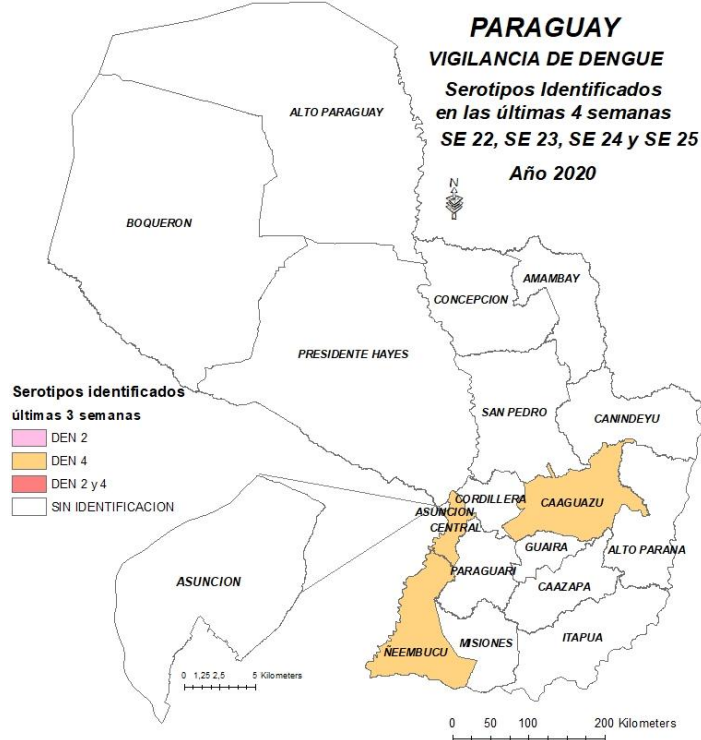 PARAGUAY
VIGILANCIA DE DENGUE
Serotipos Identificados
en las últimas 4 semanas
SE 22, SE 23, SE 24 y SE 25
Año 2020
N
ALTO PARAGUAY
BOQUERON
AMAMBAY
CONCEPCION
PRESIDENTE HAYES
SAN PEDRO
CANINDEYU
Serotipos identificados
últimas 3 semanas
DEN 2
DEN 4
DEN 2 y 4
SIN IDENTIFICACION
CORDILLERA
CAAGUAZU
ASUNCION
CENTRAL
GUAIRA
ALTO PARANA
PARAGUARI
CAAZAPA
ASUNCION
MISIONES
ITAPUA
ÑEEMBUCU
0 1,25 2,5 5 Kilometers
0 50 100 200 Kilometers